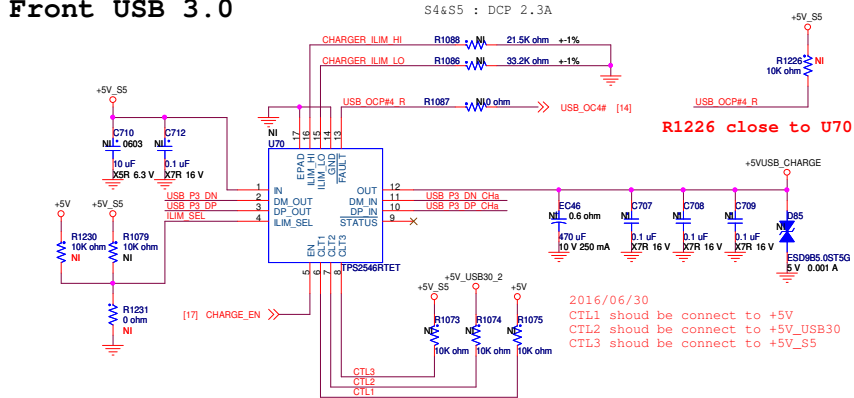 Front USB 3.0
S4&S5 : DCP 2.3A
CHARGER_ILIM_HI
R1088
NI
21.5K ohm +-1%
CHARGER_ILIM_LO
R1086
NI
33.2K ohm +-1%
USB_OCP#4_R
R1087
NI
0 ohm
USB_OC4# [14]
+5V_S5
R1226
NI
10K ohm
USB_OCP#4_R
R1226 close to U70
+5V_S5
C710
NI 0603
10 uF
X5R 6.3 V
C712
NI
0.1 uF
X7R 16 V
NI
U70
17
16
15
14
13
EPAD
ILIM_HI
ILIM_LO
GND
FAULT
1 IN
2 DM_OUT
3 DP_OUT
4 ILIM_SEL
OUT 12
DM_IN 11
DP_IN 10
STATUS 9
EN
CLT1
CLT2
CLT3
5
6
7
8
TPS2546RTET
USB_P3_DN
USB_P3_DP
ILIM_SEL
USB_P3_DN_CHa
USB_P3_DP_CHa
+5V
R1230
10K ohm
NI
+5V_S5
R1079
10K ohm
NI
R1231
0 ohm
NI
[17] CHARGE_EN
+5VUSB_CHARGE
EC46
NI 0.6 ohm
470 uF
10 V 250 mA
C707
NI
0.1 uF
X7R 16 V
C708
NI
0.1 uF
X7R 16 V
C709
NI
0.1 uF
X7R 16 V
D85
NI
ESD9B5.0ST5G
5 V 0.001 A
+5V_S5
R1073
NI
10K ohm
+5V_USB30_2
R1074
NI
10K ohm
+5V
R1075
NI
10K ohm
CTL3
CTL2
CTL1
2016/06/30
CTL1 shoud be connect to +5V
CTL2 shoud be connect to +5V_USB30
CTL3 shoud be connect to +5V_S5